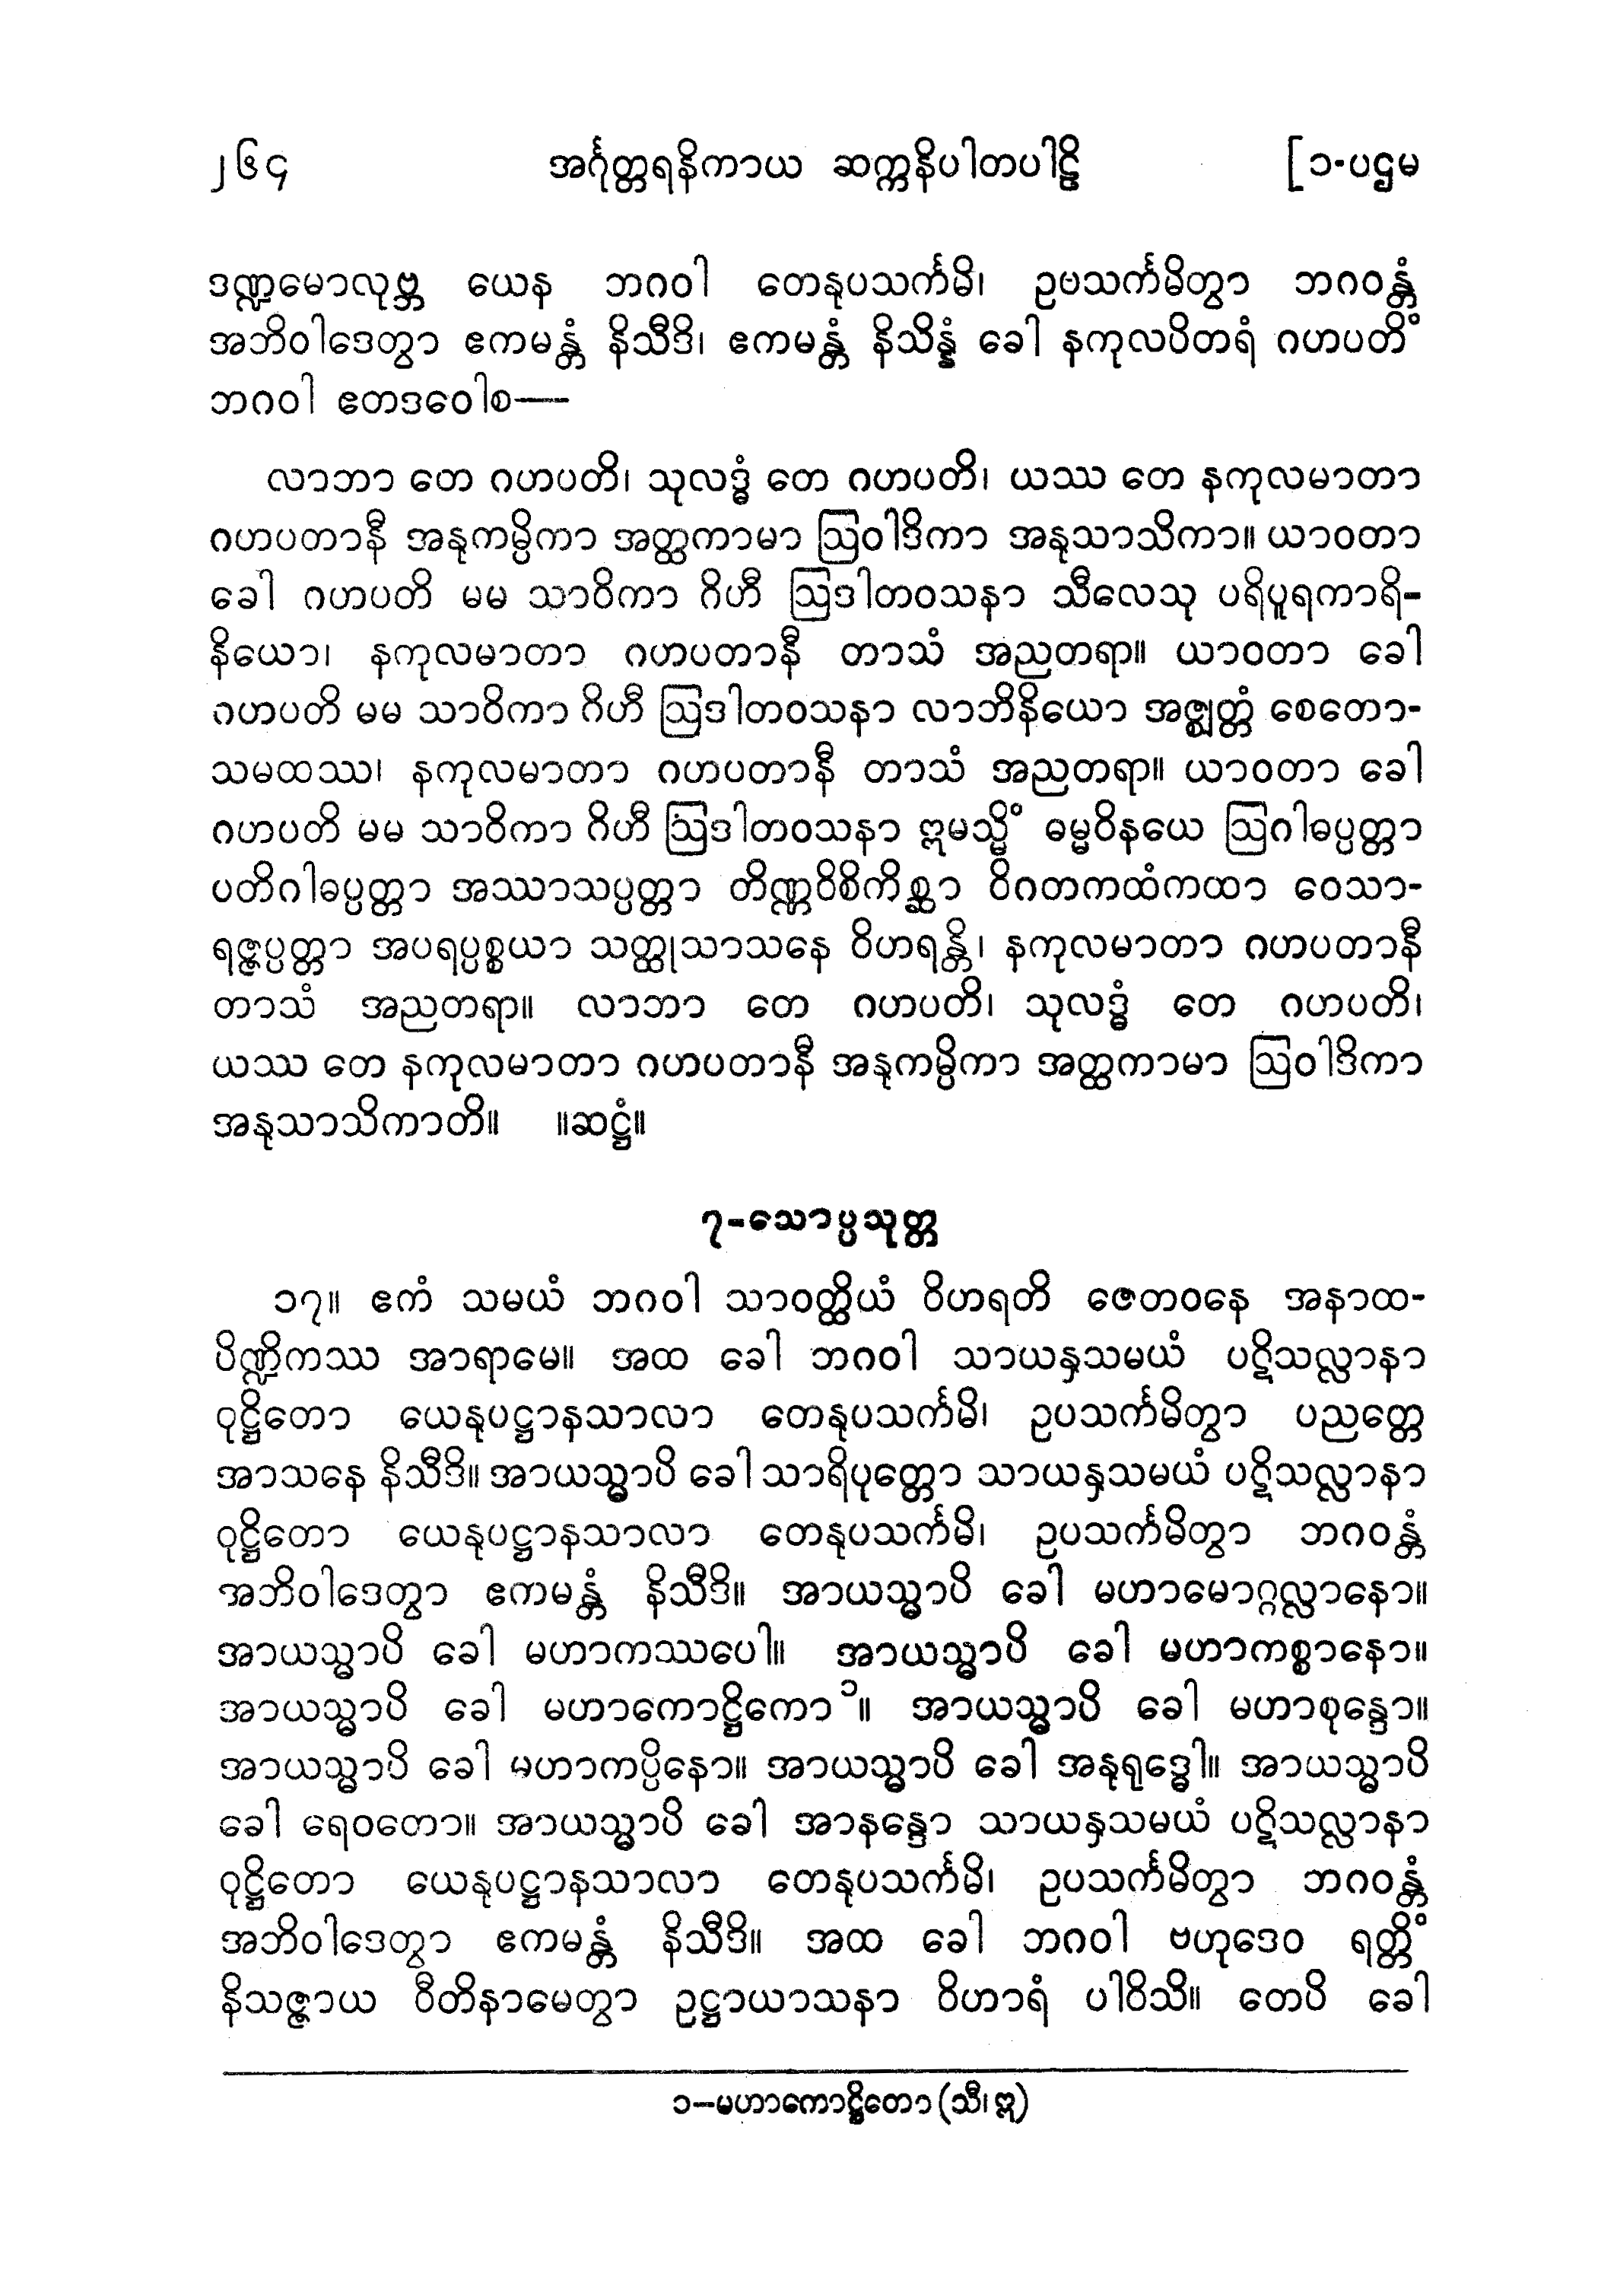 ၂၆၄ အင်္ဂုတ္တရနိကာယ ဆက္ကနိပါတပါဠိ [၁-ပဌမ
ဒဏ္ဍမောလုဗ္ဘ ယေန ဘဂဝါ တေနုပသင်္ကမိ၊ ဥပသင်္ကမိတွာ ဘဂဝန္တံ
အဘိဝါဒေတွာ ဧကမန္တံ နိသီဒိ၊ ဧကမန္တံ နိသိန္နံ ခေါ နကုလပိတရံ ဂဟပတိံ
ဘဂဝါ ဧတဒဝေါစ—
လာဘာ တေ ဂဟပတိ၊ သုလဒ္ဓံ တေ ဂဟပတိ၊ ယဿ တေ နကုလမာတာ
ဂဟပတာနီ အနုကမ္ပိကာ အတ္ထကာမာ ဩဝါဒိကာ အနုသာသိကာ။ ယာဝတာ
ခေါ ဂဟပတိ မမ သာဝိကာ ဂိဟီ ဩဒါတဝသနာ သီလေသု ပရိပူရကာရိ-
နိယော၊ နကုလမာတာ ဂဟပတာနီ တာသံ အညတရာ။ ယာဝတာ ခေါ
ဂဟပတိ မမ သာဝိကာ ဂိဟီ ဩဒါတဝသနာ လာဘိနိယော အဇ္ဈတ္တံ စေတော-
သမထဿ၊ နကုလမာတာ ဂဟပတာနီ တာသံ အညတရာ။ ယာဝတာ ခေါ
ဂဟပတိ မမ သာဝိကာ ဂိဟီ ဩဒါတဝသနာ ဣမသ္မိံ ဓမ္မဝိနယေ ဩဂါဓပ္ပတ္တာ
ပတိဂါဓပ္ပတ္တာ အဿာသပ္ပတ္တာ တိဏ္ဏဝိစိကိစ္ဆာ ဝိဂတကထံကထာ ဝေသာ-
ရဇ္ဇပ္ပတ္တာ အပရပ္ပစ္စယာ သတ္ထုသာသနေ ဝိဟရန္တိ၊ နကုလမာတာ ဂဟပတာနီ
တာသံ အညတရာ။ လာဘာ တေ ဂဟပတိ၊ သုလဒ္ဓံ တေ ဂဟပတိ၊
ယဿ တေ နကုလမာတာ ဂဟပတာနီ အနုကမ္ပိကာ အတ္ထကာမာ ဩဝါဒိကာ
အနုသာသိကာတိ။ ။ဆဋ္ဌံ။
၇-သောပ္ပသုတ္တ
၁၇။ ဧကံ သမယံ ဘဂဝါ သာဝတ္ထိယံ ဝိဟရတိ ဇေတဝနေ အနာထ-
ပိဏ္ဍိကဿ အာရာမေ။ အထ ခေါ ဘဂဝါ သာယနှသမယံ ပဋိသလ္လာနာ
ဝုဋ္ဌိတော ယေနုပဋ္ဌာနသာလာ တေနုပသင်္ကမိ၊ ဥပသင်္ကမိတွာ ပညတ္တေ
အာသနေ နိသီဒိ။ အာယသ္မာပိ ခေါ သာရိပုတ္တော သာယနှသမယံ ပဋိသလ္လာနာ
ဝုဋ္ဌိတော ယေနုပဋ္ဌာနသာလာ တေနုပသင်္ကမိ၊ ဥပသင်္ကမိတွာ ဘဂဝန္တံ
အဘိဝါဒေတွာ ဧကမန္တံ နိသီဒိ။ အာယသ္မာပိ ခေါ မဟာမောဂ္ဂလ္လာနော။
အာယသ္မာပိ ခေါ မဟာကဿပေါ။ အာယသ္မာပိ ခေါ မဟာကစ္စာနော။
အာယသ္မာပိ ခေါ မဟာကောဋ္ဌိကော ၁။ အာယသ္မာပိ ခေါ မဟာစုန္ဒော။
အာယသ္မာပိ ခေါ မဟာကပ္ပိနော။ အာယသ္မာပိ ခေါ အနုရုဒ္ဓေါ။ အာယသ္မာပိ
ခေါ ရေဝတော။ အာယသ္မာပိ ခေါ အာနန္ဒော သာယနှသမယံ ပဋိသလ္လာနာ
ဝုဋ္ဌိတော ယေနုပဋ္ဌာနသာလာ တေနုပသင်္ကမိ၊ ဥပသင်္ကမိတွာ ဘဂဝန္တံ
အဘိဝါဒေတွာ ဧကမန္တံ နိသီဒိ။ အထ ခေါ ဘဂဝါ ဗဟုဒေဝ ရတ္တိံ
နိသဇ္ဇာယ ဝီတိနာမေတွာ ဥဋ္ဌာယာသနာ ဝိဟာရံ ပါဝိသိ။ တေပိ ခေါ
၁—မဟာကောဋ္ဌိတော (သီ၊ ဣ)